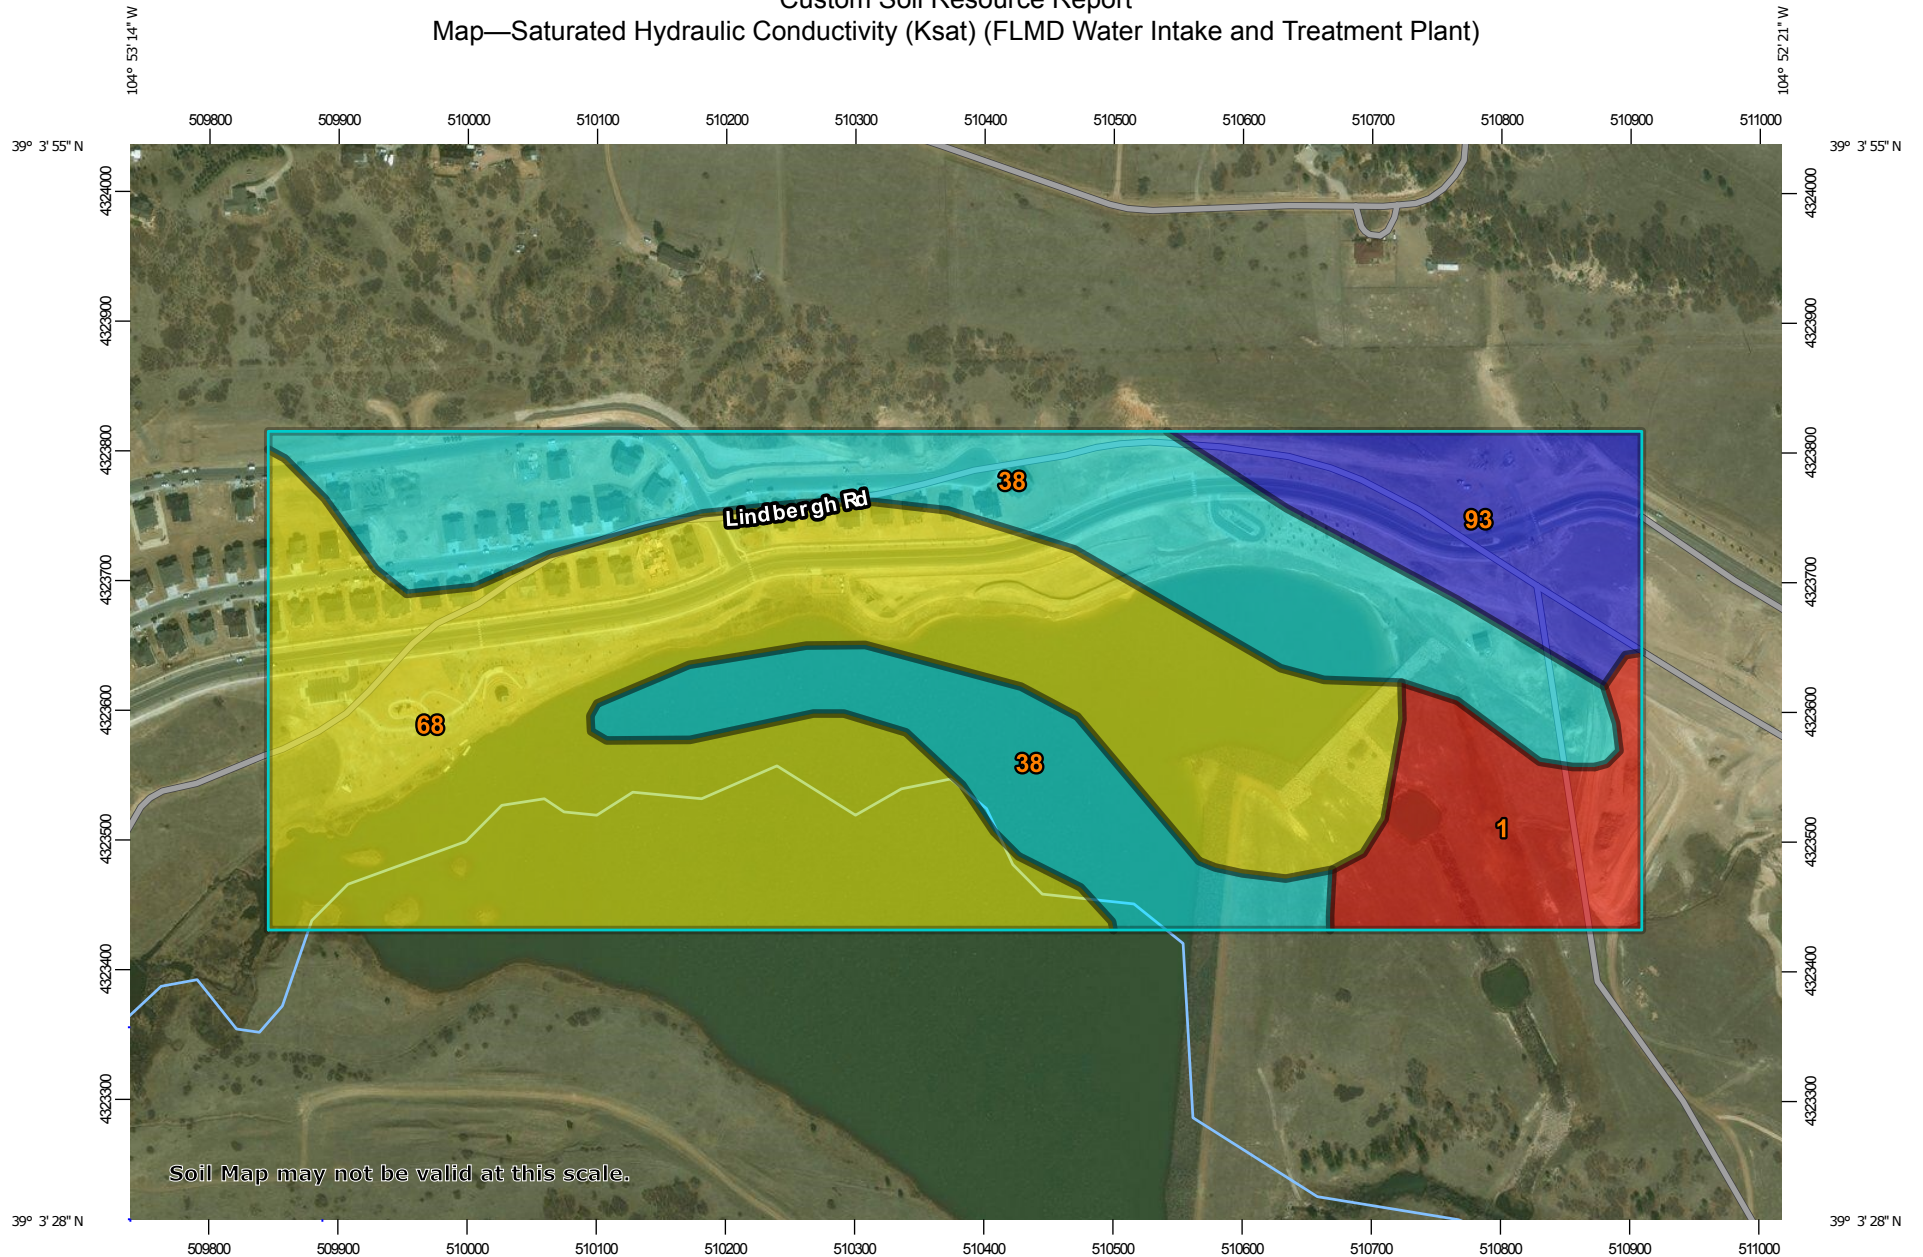 Custom Soil Resource Report
Map—Saturated Hydraulic Conductivity (Ksat) (FLMD Water Intake and Treatment Plant)
104° 53' 14" W
104° 52' 21" W
509800 509900 510000 510100 510200 510300 510400 510500 510600 510700 510800 510900 511000
39° 3' 55" N
39° 3' 55" N
4324000
4324000
4323900
4323900
4323800
4323800
38
Lindbergh Rd
93
4323700
4323700
4323600
4323600
68
38
1
4323500
4323500
4323400
4323400
4323300
4323300
Soil Map may not be valid at this scale.
39° 3' 28" N
39° 3' 28" N
509800 509900 510000 510100 510200 510300 510400 510500 510600 510700 510800 510900 511000